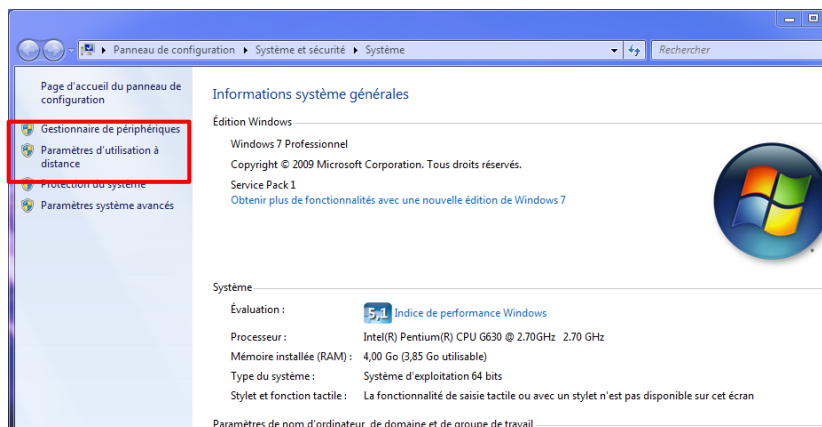 Panneau de configuration ▸ Système et sécurité ▸ Système
Rechercher
Page d'accueil du panneau de
configuration
Gestionnaire de périphériques
Paramètres d'utilisation à
distance
Protection du système
Paramètres système avancés
Informations système générales
Édition Windows
Windows 7 Professionnel
Copyright © 2009 Microsoft Corporation. Tous droits réservés.
Service Pack 1
Obtenir plus de fonctionnalités avec une nouvelle édition de Windows 7
Système
Évaluation :
5,1 Indice de performance Windows
Processeur : Intel(R) Pentium(R) CPU G630 @ 2.70GHz 2.70 GHz
Mémoire installée (RAM) : 4,00 Go (3,85 Go utilisable)
Type du système : Système d'exploitation 64 bits
Stylet et fonction tactile : La fonctionnalité de saisie tactile ou avec un stylet n'est pas disponible sur cet écran
Paramètres de nom d'ordinateur, de domaine et de groupe de travail